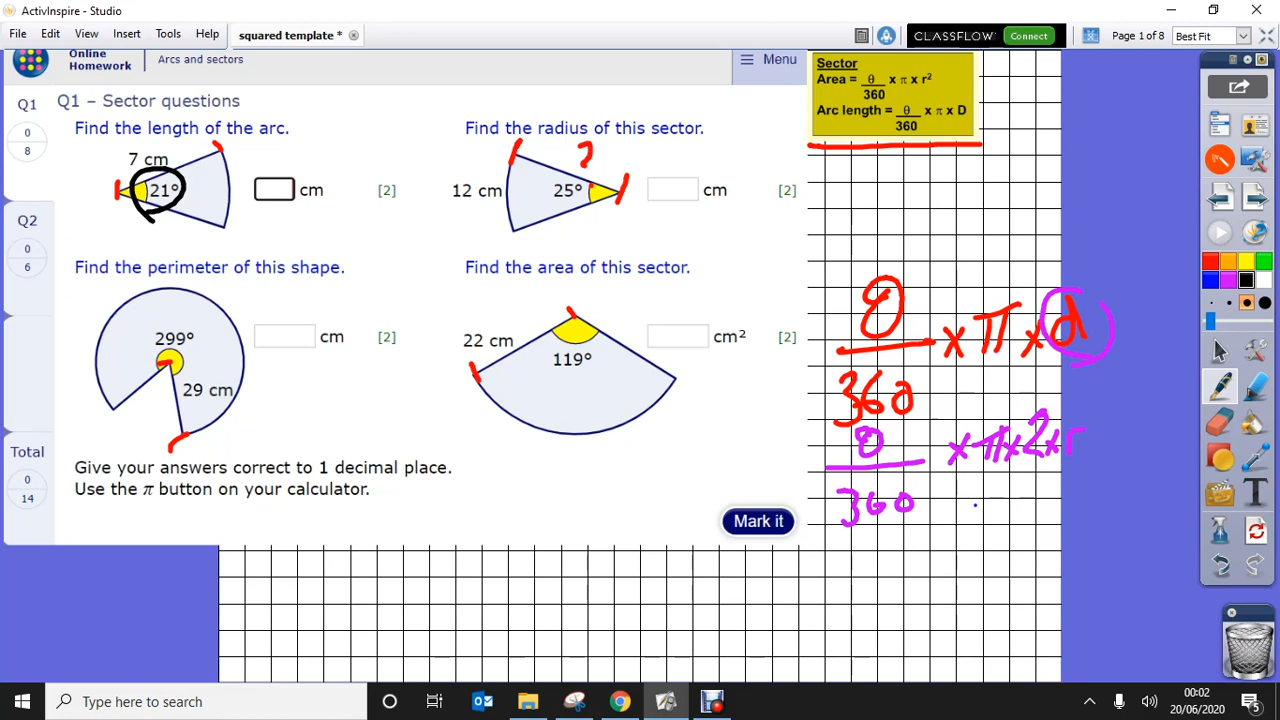 ActivInspire - Studio
File Edit View Insert Tools Help squared template *
CLASSFLOW Connect
Page 1 of 8 Best Fit
Online
Homework
Arcs and sectors
Menu
Q1
0
8
Q2
0
6
Total
0
14
Q1 – Sector questions
Find the length of the arc.
7 cm
21°
cm [2]
Find the radius of this sector.
?
12 cm 25°
cm [2]
Find the perimeter of this shape.
299°
29 cm
cm [2]
Find the area of this sector.
22 cm
119°
cm² [2]
Give your answers correct to 1 decimal place.
Use the π button on your calculator.
Mark it
Sector
Area = θ x π x r²
360
Arc length = θ x π x D
360
θ x π x d
360
θ x π x 2 x r
360
Type here to search
00:02
20/06/2020
5